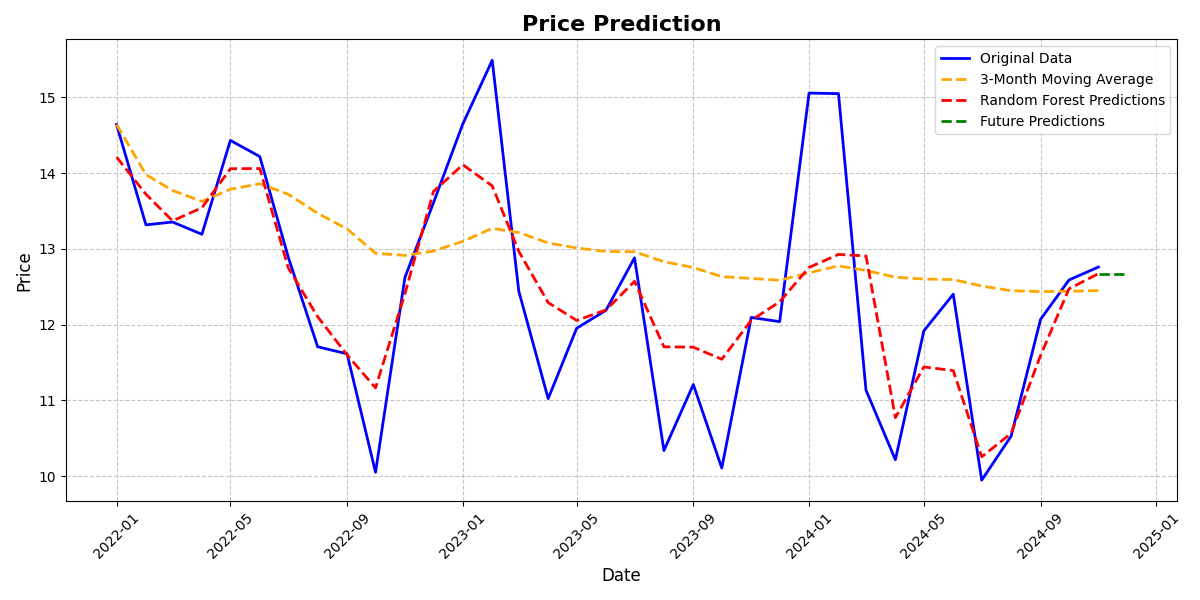 Price Prediction
Original Data
3-Month Moving Average
Random Forest Predictions
Future Predictions
Price
15
14
13
12
11
10
2022-01
2022-05
2022-09
2023-01
2023-05
2023-09
2024-01
2024-05
2024-09
2025-01
Date